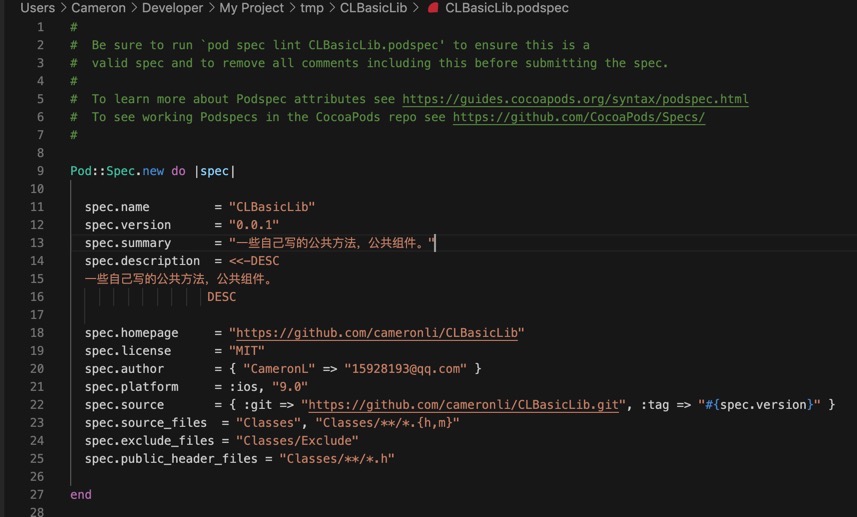 Users > Cameron > Developer > My Project > tmp > CLBasicLib > CLBasicLib.podspec
1 #
2 #  Be sure to run `pod spec lint CLBasicLib.podspec' to ensure this is a
3 #  valid spec and to remove all comments including this before submitting the spec.
4 #
5 #  To learn more about Podspec attributes see https://guides.cocoapods.org/syntax/podspec.html
6 #  To see working Podspecs in the CocoaPods repo see https://github.com/CocoaPods/Specs/
7 #
8
9 Pod::Spec.new do |spec|
10
11   spec.name         = "CLBasicLib"
12   spec.version      = "0.0.1"
13   spec.summary      = "一些自己写的公共方法，公共组件。"
14   spec.description  = <<-DESC
15   一些自己写的公共方法，公共组件。
16                    DESC
17
18   spec.homepage     = "https://github.com/cameronli/CLBasicLib"
19   spec.license      = "MIT"
20   spec.author       = { "CameronL" => "15928193@qq.com" }
21   spec.platform     = :ios, "9.0"
22   spec.source       = { :git => "https://github.com/cameronli/CLBasicLib.git", :tag => "#{spec.version}" }
23   spec.source_files  = "Classes", "Classes/**/*.{h,m}"
24   spec.exclude_files = "Classes/Exclude"
25   spec.public_header_files = "Classes/**/*.h"
26
27 end
28